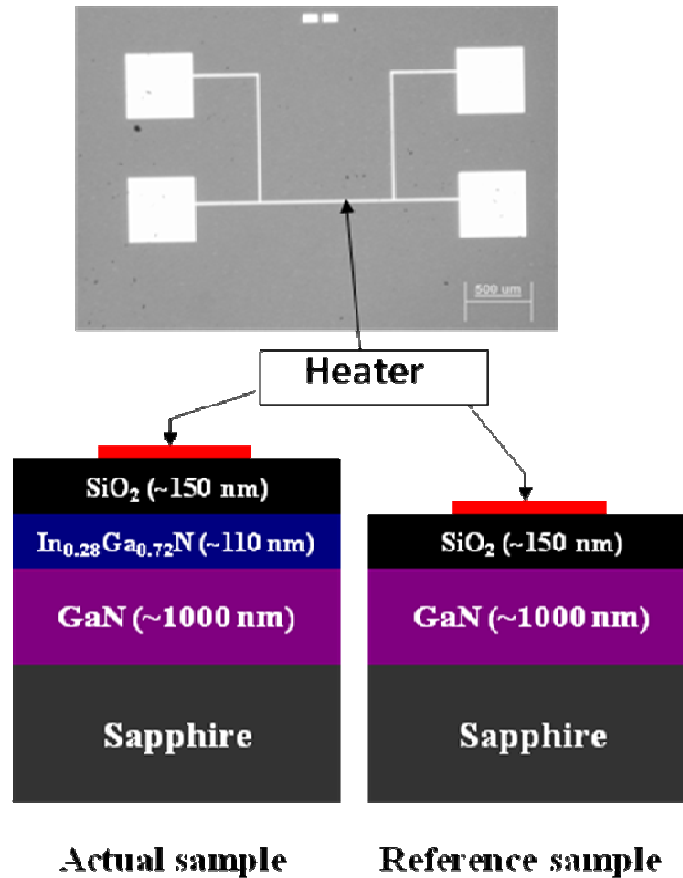 500 um
Heater
SiO₂ (~150 nm)
In₀.₂₈Ga₀.₇₂N (~110 nm)
GaN (~1000 nm)
Sapphire
Actual sample
SiO₂ (~150 nm)
GaN (~1000 nm)
Sapphire
Reference sample